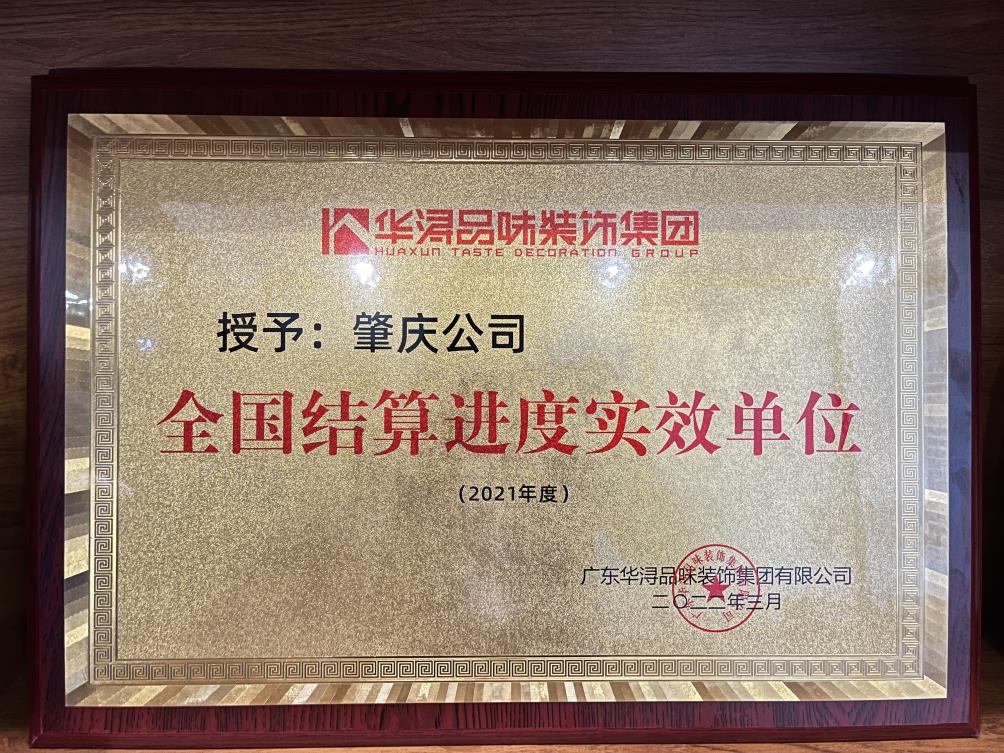 华浔品味装饰集团
HUAXUN TASTE DECORATION GROUP
授予：肇庆公司
全国结算进度实效单位
（2021年度）
广东华浔品味装饰集团有限公司
二〇二二年三月